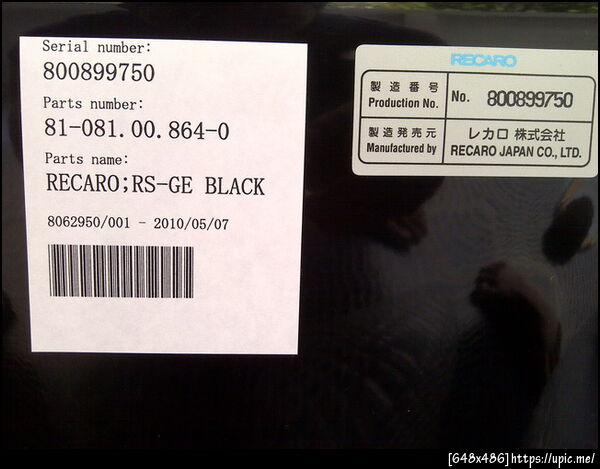 Serial number:
800899750
Parts number:
81-081.00.864-0
Parts name:
RECARO;RS-GE BLACK
8062950/001 - 2010/05/07
RECARO
製造番号
Production No.
No. 800899750
製造発売元
Manufactured by
レカロ 株式会社
RECARO JAPAN CO., LTD.
[648x486]https://upic.me/